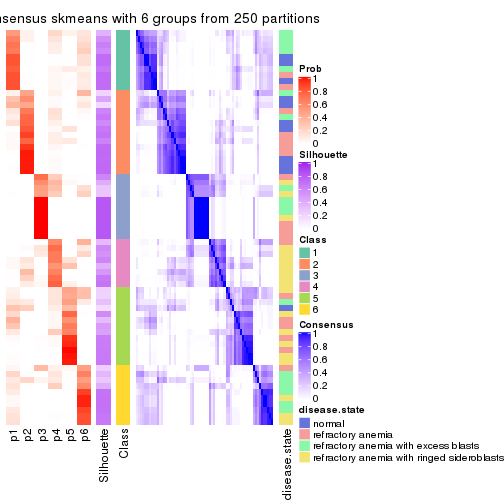 nsensus skmeans with 6 groups from 250 partitions
Prob
1
0.8
0.6
0.4
0.2
0
Silhouette
1
0.8
0.6
0.4
0.2
0
Class
1
2
3
4
5
6
Consensus
1
0.8
0.6
0.4
0.2
0
disease.state
normal
refractory anemia
refractory anemia with excess blasts
refractory anemia with ringed sideroblasts
p1
p2
p3
p4
p5
p6
Silhouette
Class
disease.state